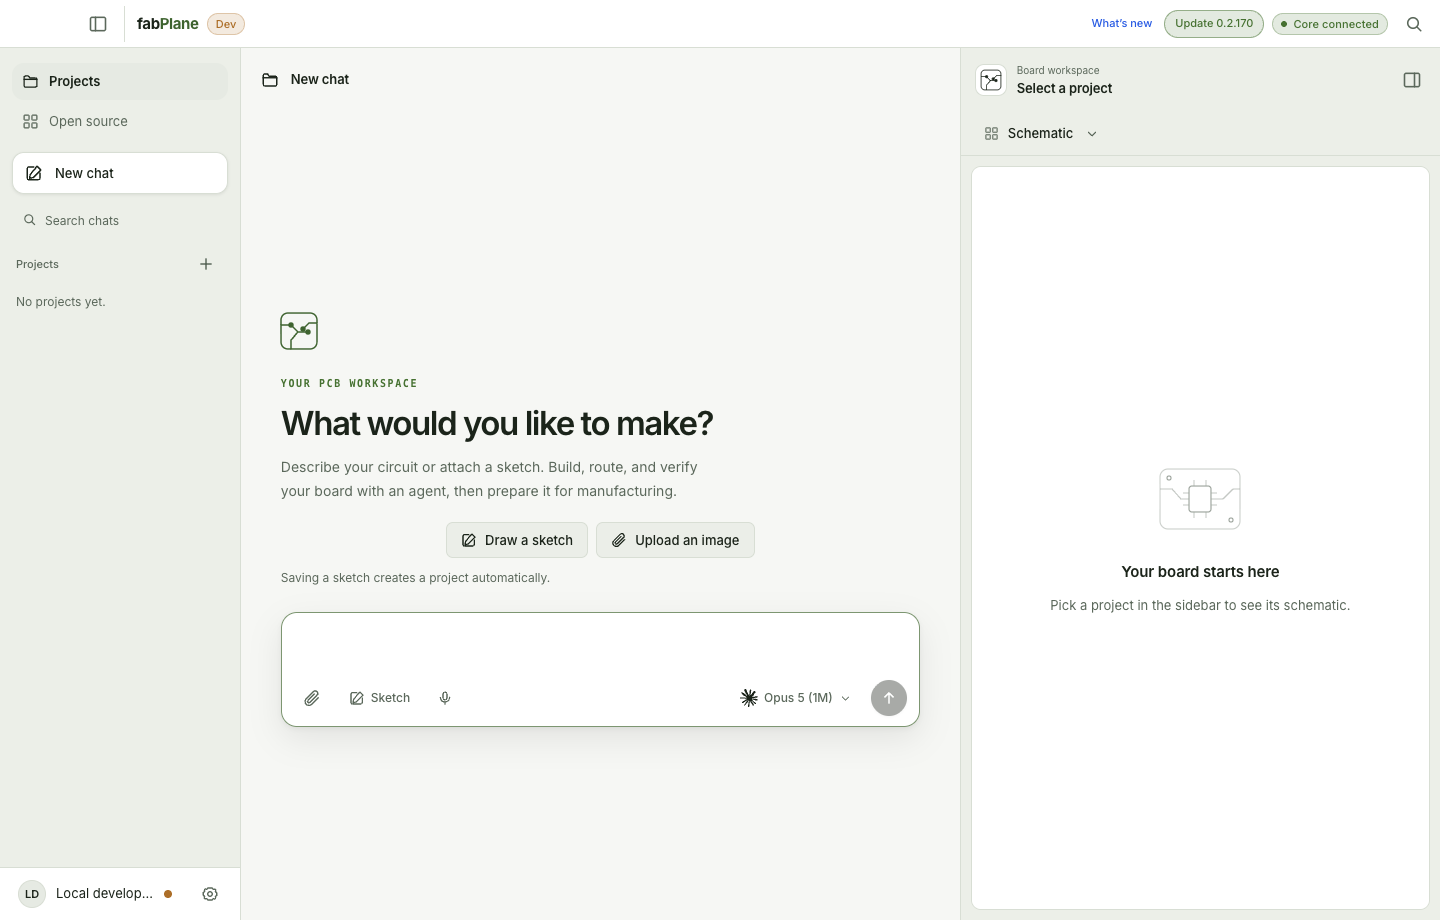 fabPlane
Dev
What's new
Update 0.2.170
Core connected
Projects
Open source
New chat
Search chats
Projects
No projects yet.
LD
Local develop...
New chat
YOUR PCB WORKSPACE
What would you like to make?
Describe your circuit or attach a sketch. Build, route, and verify
your board with an agent, then prepare it for manufacturing.
Draw a sketch
Upload an image
Saving a sketch creates a project automatically.
Sketch
Opus 5 (1M)
Board workspace
Select a project
Schematic
Your board starts here
Pick a project in the sidebar to see its schematic.